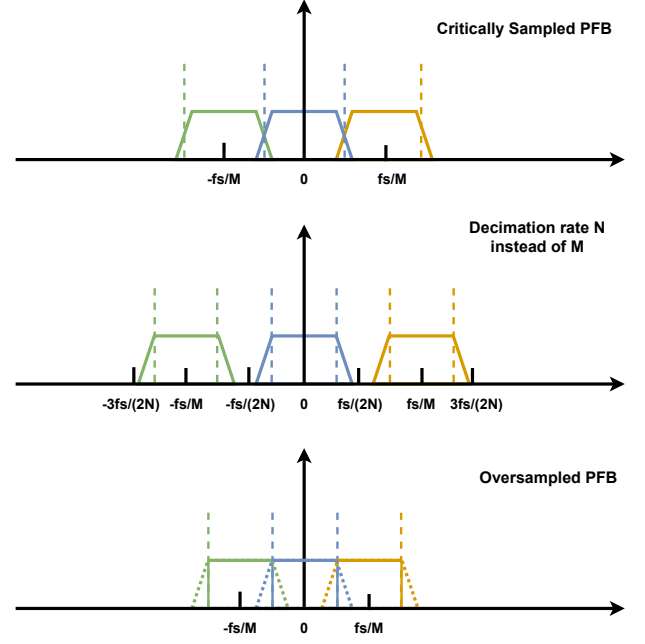 Critically Sampled PFB
-fs/M 0 fs/M
Decimation rate N
instead of M
-3fs/(2N) -fs/M -fs/(2N) 0 fs/(2N) fs/M 3fs/(2N)
Oversampled PFB
-fs/M 0 fs/M